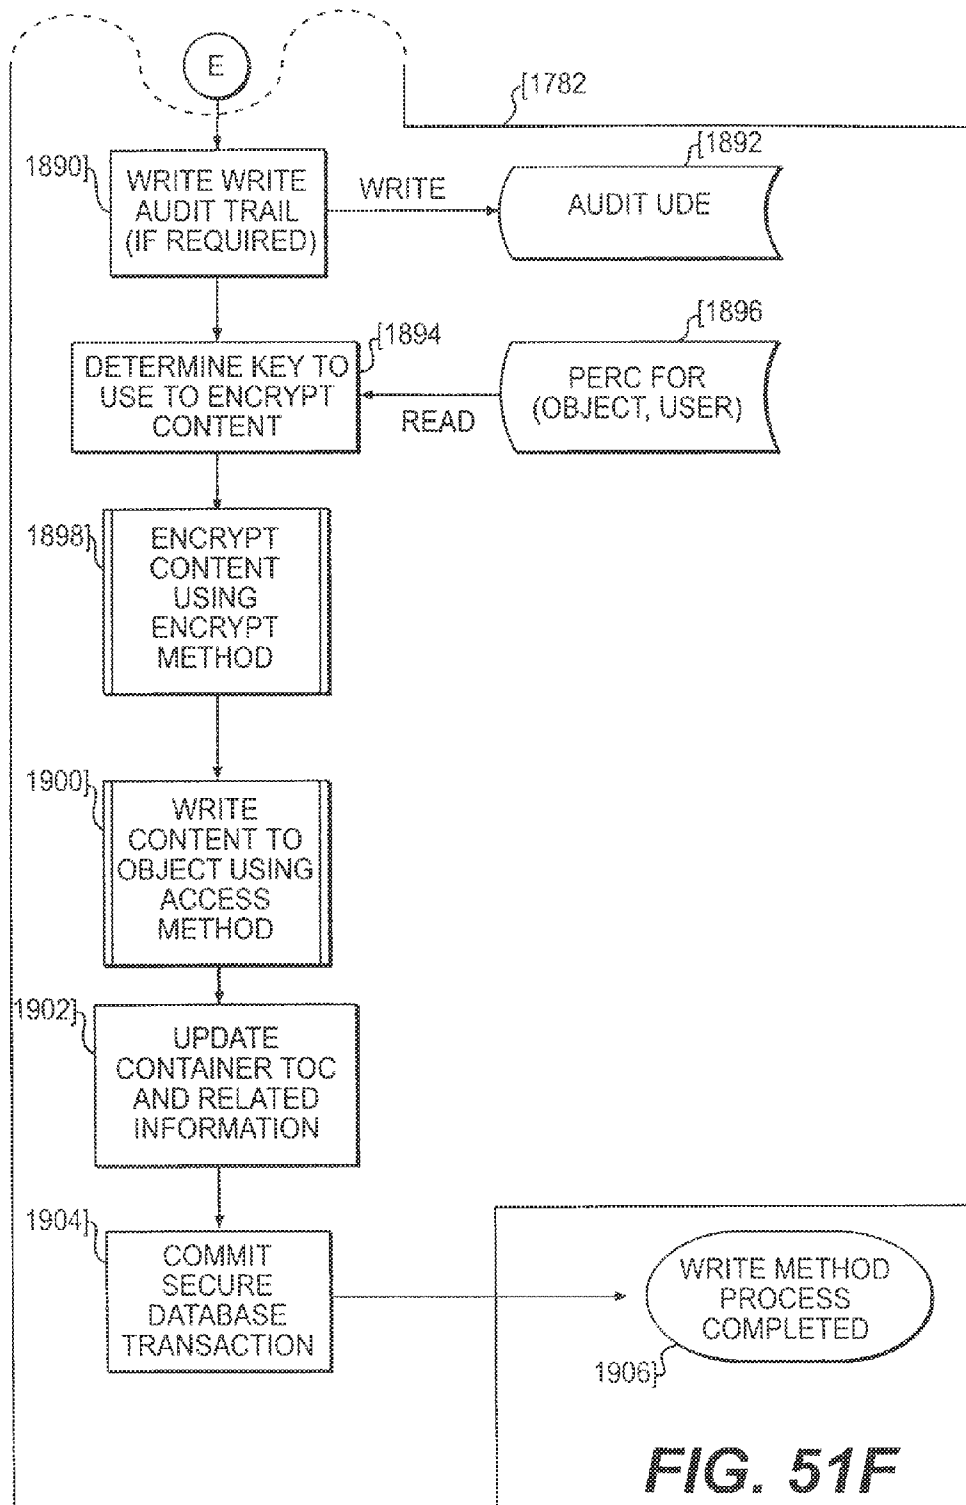 E
[1782
1890]
WRITE WRITE
AUDIT TRAIL
(IF REQUIRED)
WRITE
[1892
AUDIT UDE
[1894
DETERMINE KEY TO
USE TO ENCRYPT
CONTENT
READ
[1896
PERC FOR
(OBJECT, USER)
1898]
ENCRYPT
CONTENT
USING
ENCRYPT
METHOD
1900]
WRITE
CONTENT TO
OBJECT USING
ACCESS
METHOD
1902]
UPDATE
CONTAINER TOC
AND RELATED
INFORMATION
1904]
COMMIT
SECURE
DATABASE
TRANSACTION
WRITE METHOD
PROCESS
COMPLETED
1906]
FIG. 51F